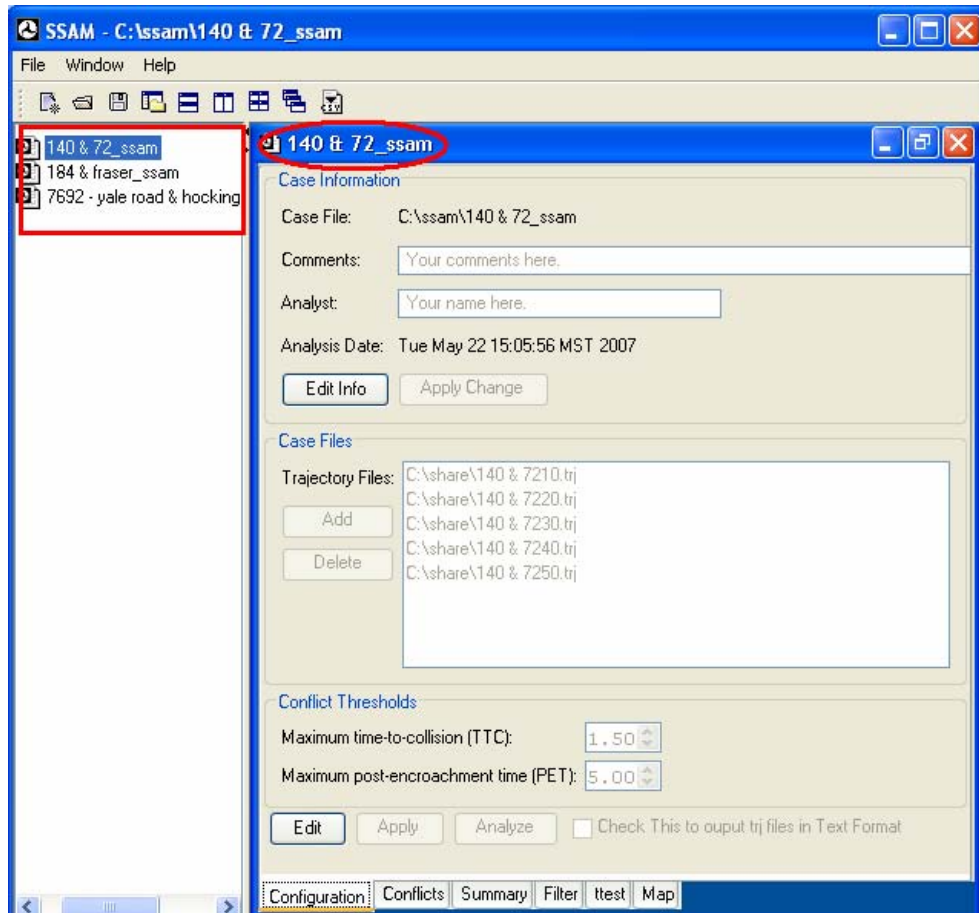 SSAM - C:\ssam\140 & 72_ssam
File Window Help
140 & 72_ssam
184 & fraser_ssam
7692 - yale road & hocking
140 & 72_ssam
Case Information
Case File: C:\ssam\140 & 72_ssam
Comments: Your comments here.
Analyst: Your name here.
Analysis Date: Tue May 22 15:05:56 MST 2007
Edit Info Apply Change
Case Files
Trajectory Files:
C:\share\140 & 7210.trj
C:\share\140 & 7220.trj
C:\share\140 & 7230.trj
C:\share\140 & 7240.trj
C:\share\140 & 7250.trj
Add
Delete
Conflict Thresholds
Maximum time-to-collision (TTC): 1.50
Maximum post-encroachment time (PET): 5.00
Edit Apply Analyze Check This to ouput trj files in Text Format
Configuration Conflicts Summary Filter ttest Map